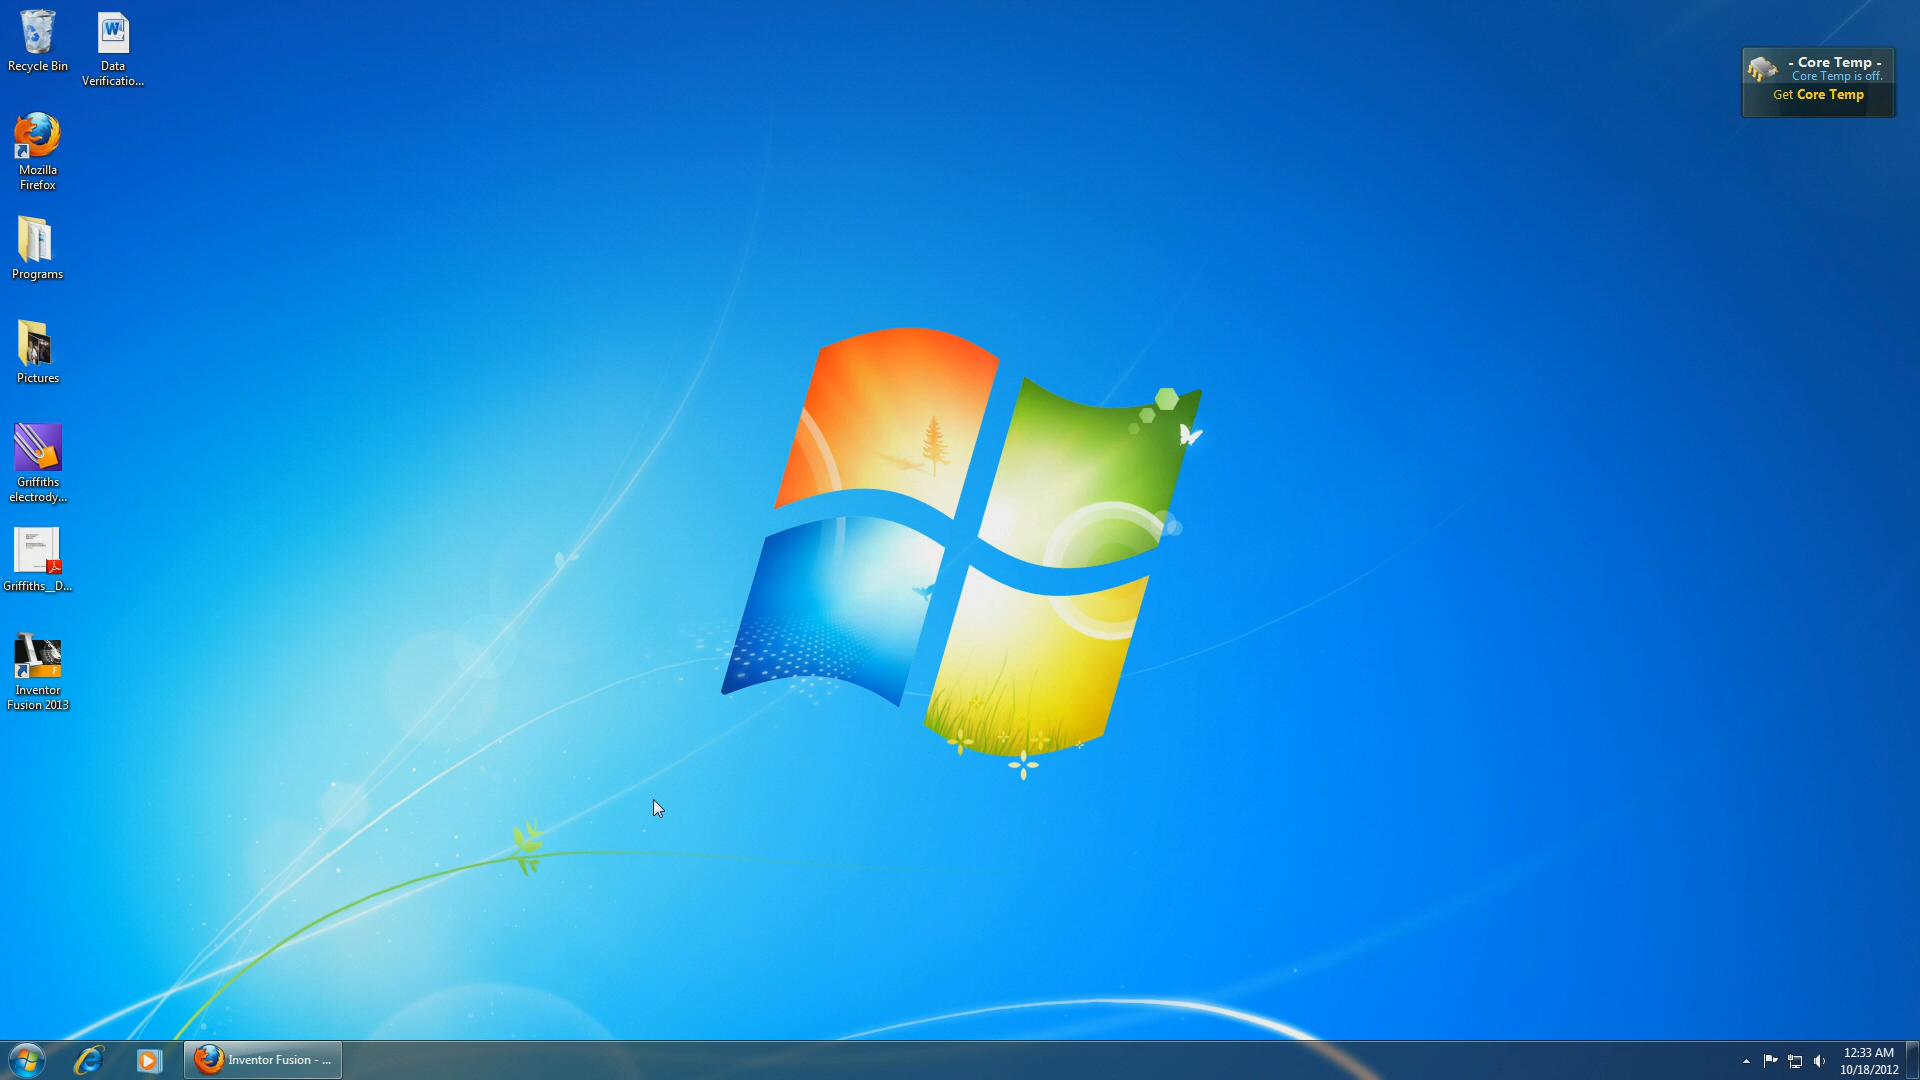 Recycle Bin
Data
Verificatio...
Mozilla
Firefox
Programs
Pictures
Griffiths
electrody...
Griffiths__D...
Inventor
Fusion 2013
- Core Temp -
Core Temp is off.
Get Core Temp
Inventor Fusion - ...
12:33 AM
10/18/2012